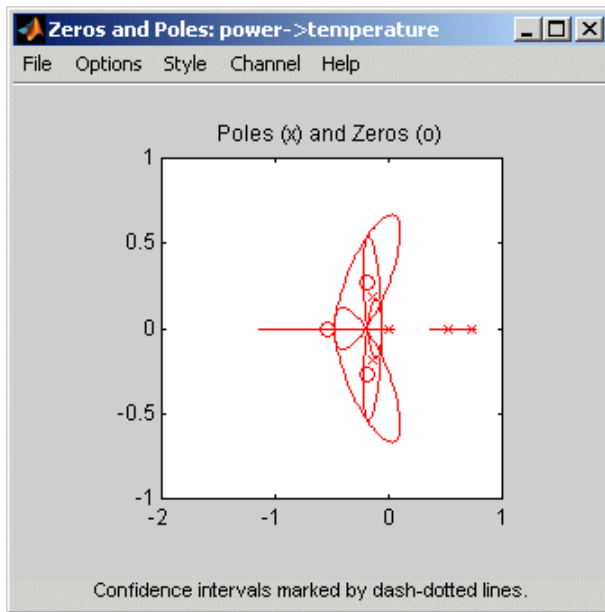 Zeros and Poles: power->temperature
File Options Style Channel Help
Poles (x) and Zeros (o)
1
0.5
0
-0.5
-1
-2 -1 0 1
Confidence intervals marked by dash-dotted lines.